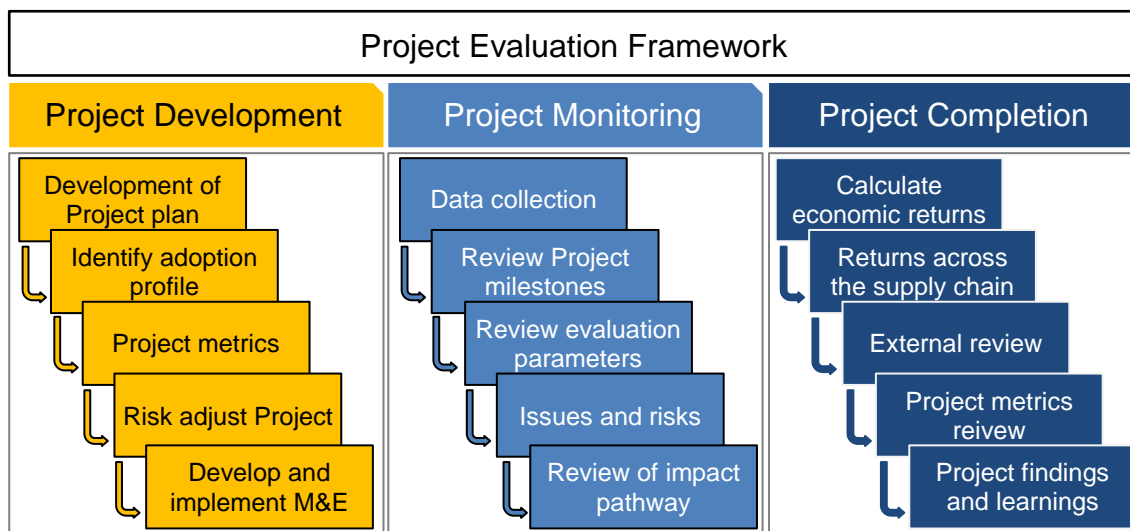 Project Evaluation Framework
Project Development
Development of
Project plan
Identify adoption
profile
Project metrics
Risk adjust Project
Develop and
implement M&E
Project Monitoring
Data collection
Review Project
milestones
Review evaluation
parameters
Issues and risks
Review of impact
pathway
Project Completion
Calculate
economic returns
Returns across
the supply chain
External review
Project metrics
reivew
Project findings
and learnings